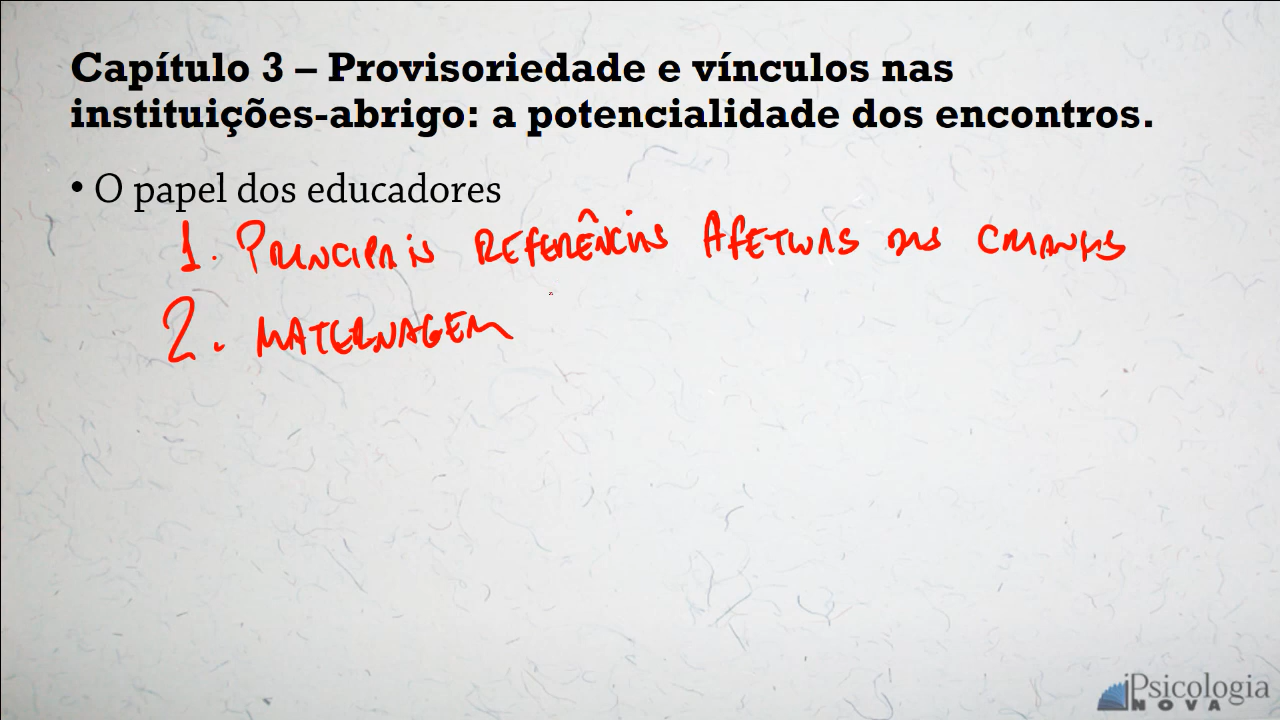 Capítulo 3 – Provisoriedade e vínculos nas
instituições-abrigo: a potencialidade dos encontros.
• O papel dos educadores
1. PRINCIPAIS REFERÊNCIAS AFETIVAS DAS CRIANÇAS
2. MATERNAGEM
Psicologia
NOVA